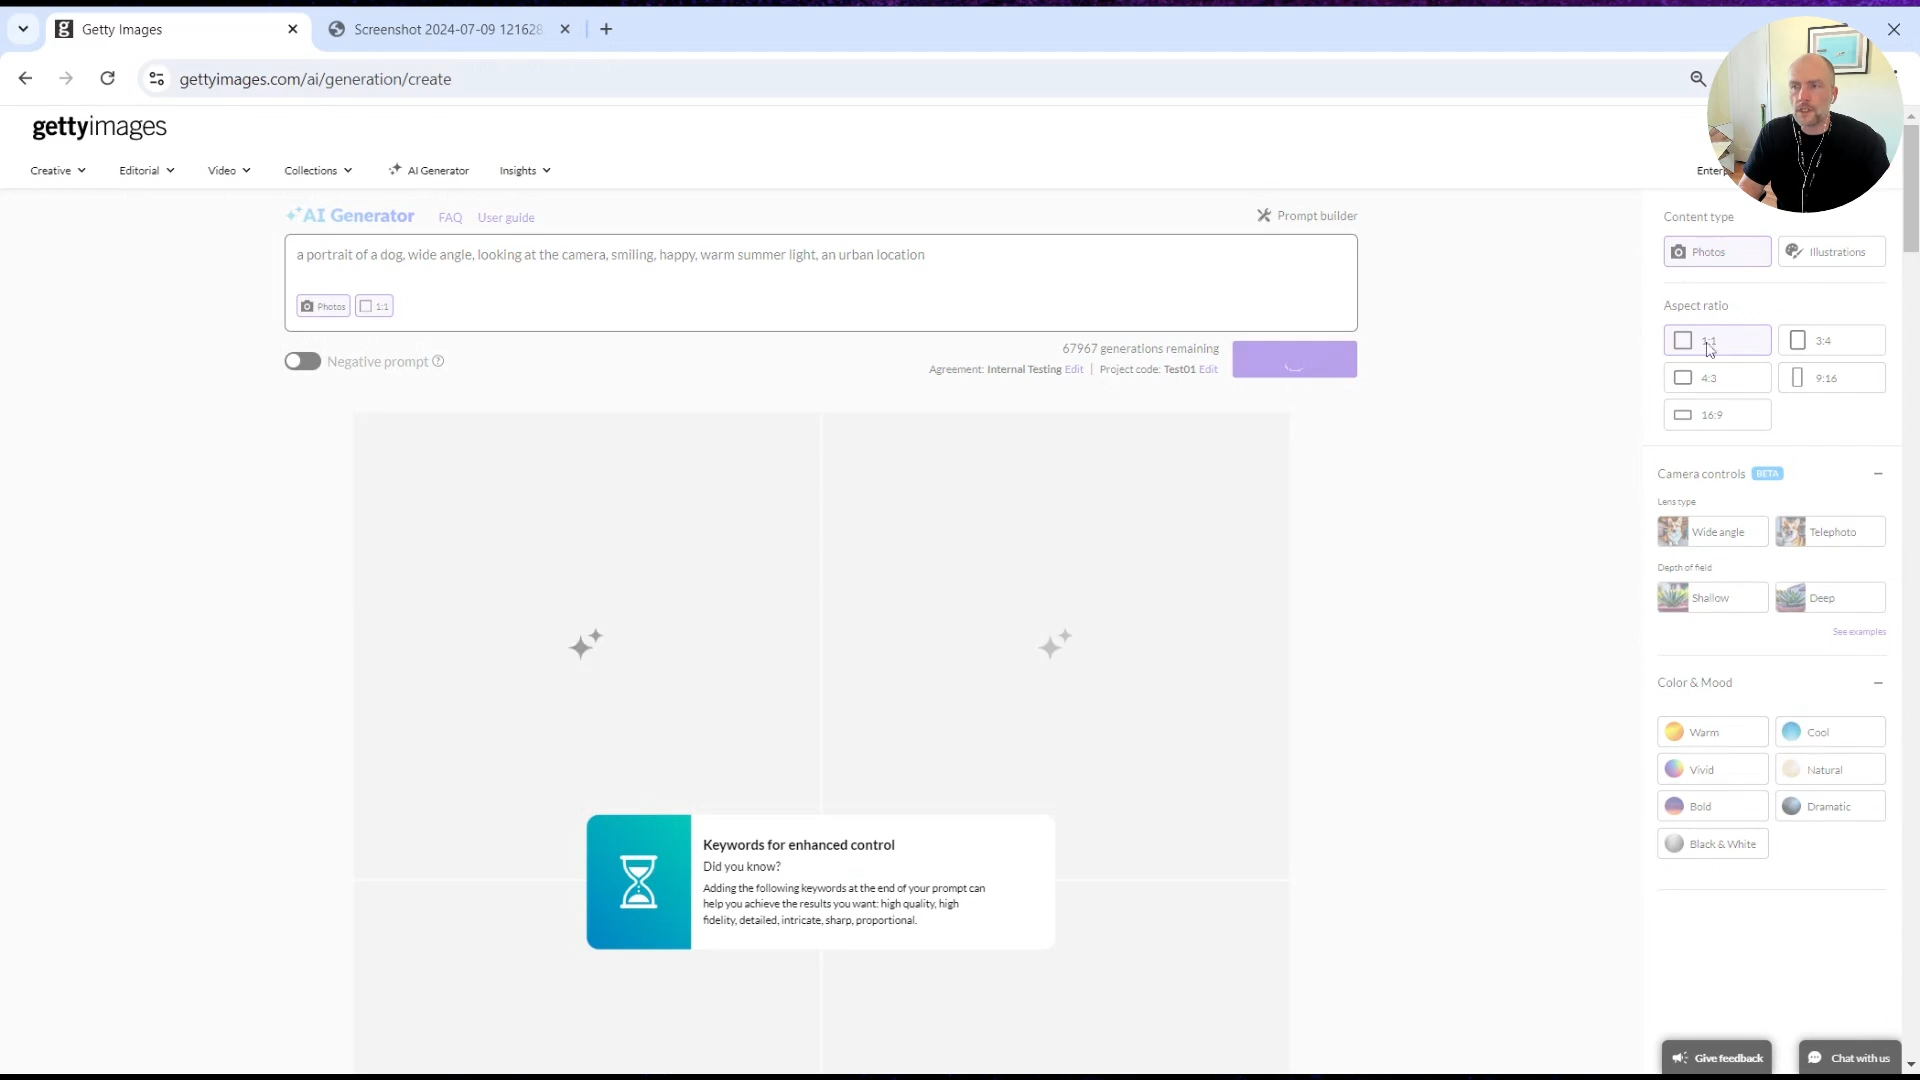 Getty Images
Screenshot 2024-07-09 121628
gettyimages.com/ai/generation/create
gettyimages
Creative
Editorial
Video
Collections
AI Generator
Insights
AI Generator
FAQ
User guide
Prompt builder
a portrait of a dog, wide angle, looking at the camera, smiling, happy, warm summer light, an urban location
Photos
1:1
Negative prompt
67967 generations remaining
Agreement: Internal Testing Edit | Project code: Test01 Edit
Keywords for enhanced control
Did you know?
Adding the following keywords at the end of your prompt can
help you achieve the results you want: high quality, high
fidelity, detailed, intricate, sharp, proportional.
Content type
Photos
Illustrations
Aspect ratio
1:1
3:4
4:3
9:16
16:9
Camera controls BETA
Lens type
Wide angle
Telephoto
Depth of field
Shallow
Deep
See examples
Color & Mood
Warm
Cool
Vivid
Natural
Bold
Dramatic
Black & White
Give feedback
Chat with us